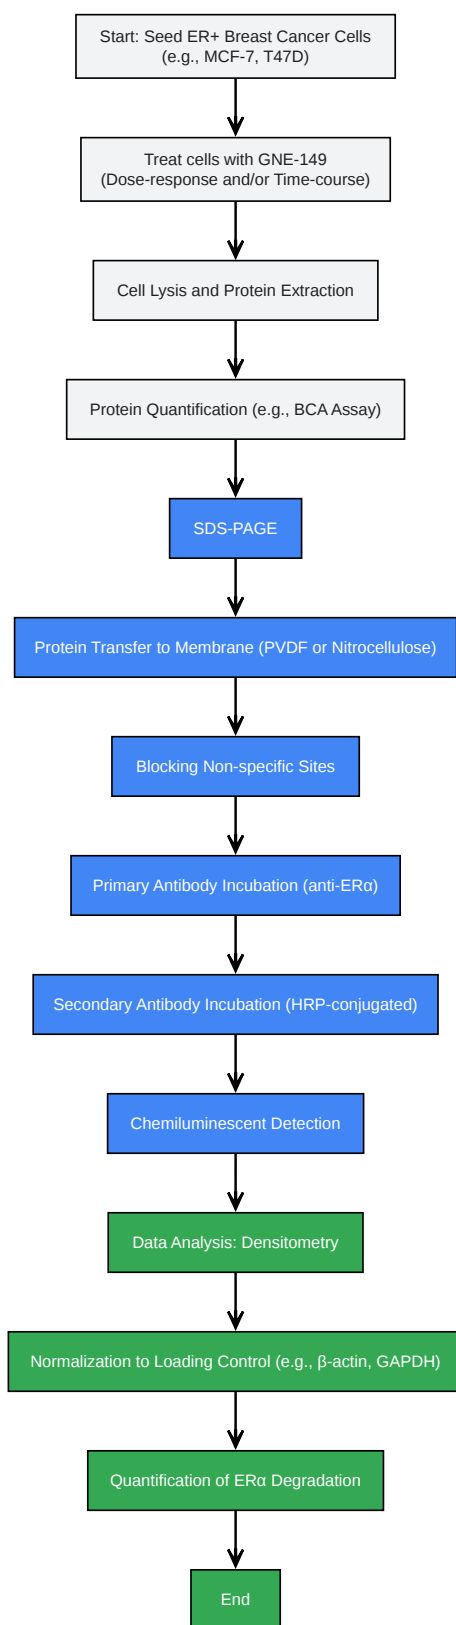 Start: Seed ER+ Breast Cancer Cells
(e.g., MCF-7, T47D)
Treat cells with GNE-149
(Dose-response and/or Time-course)
Cell Lysis and Protein Extraction
Protein Quantification (e.g., BCA Assay)
SDS-PAGE
Protein Transfer to Membrane (PVDF or Nitrocellulose)
Blocking Non-specific Sites
Primary Antibody Incubation (anti-ERα)
Secondary Antibody Incubation (HRP-conjugated)
Chemiluminescent Detection
Data Analysis: Densitometry
Normalization to Loading Control (e.g., β-actin, GAPDH)
Quantification of ERα Degradation
End